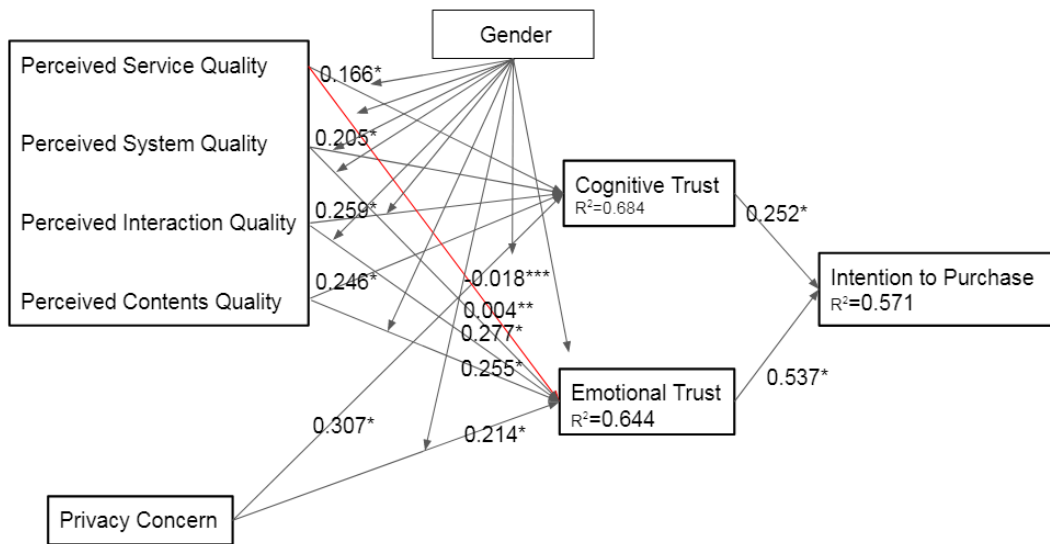 Gender
Perceived Service Quality
0.166*
Perceived System Quality
0.205*
Cognitive Trust
R²=0.684
0.252*
Perceived Interaction Quality
0.259*
Intention to Purchase
R²=0.571
Perceived Contents Quality
0.246*
-0.018***
0.004**
0.277*
0.255*
Emotional Trust
R²=0.644
0.537*
0.307*
0.214*
Privacy Concern